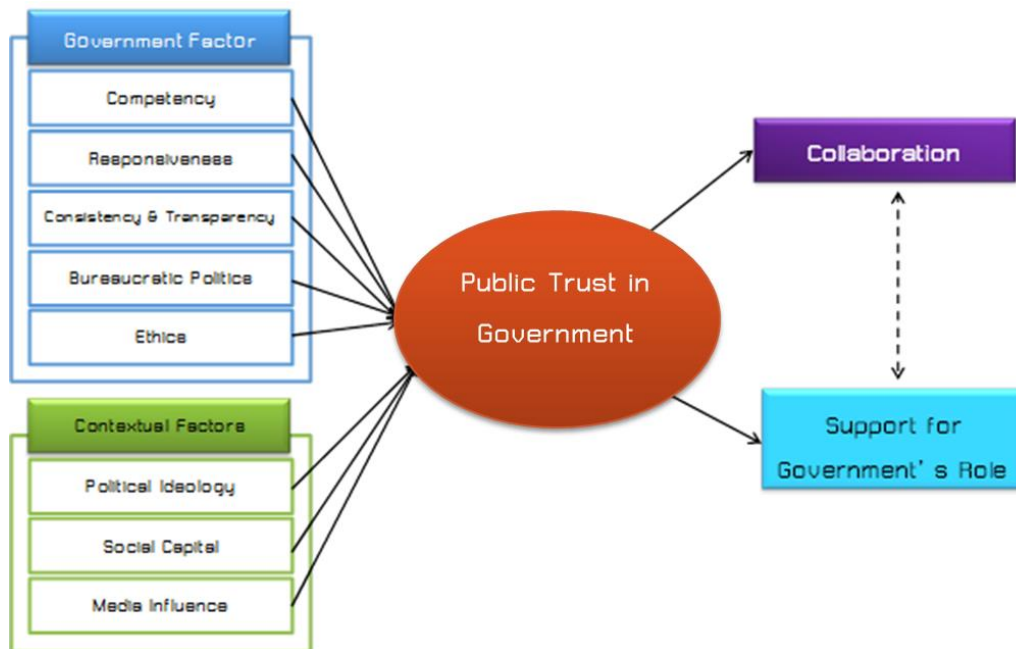 Government Factor
Competency
Responsiveness
Consistency & Transparency
Bureaucratic Politics
Ethics
Contextual Factors
Political Ideology
Social Capital
Media Influence
Public Trust in
Government
Collaboration
Support for
Government's Role